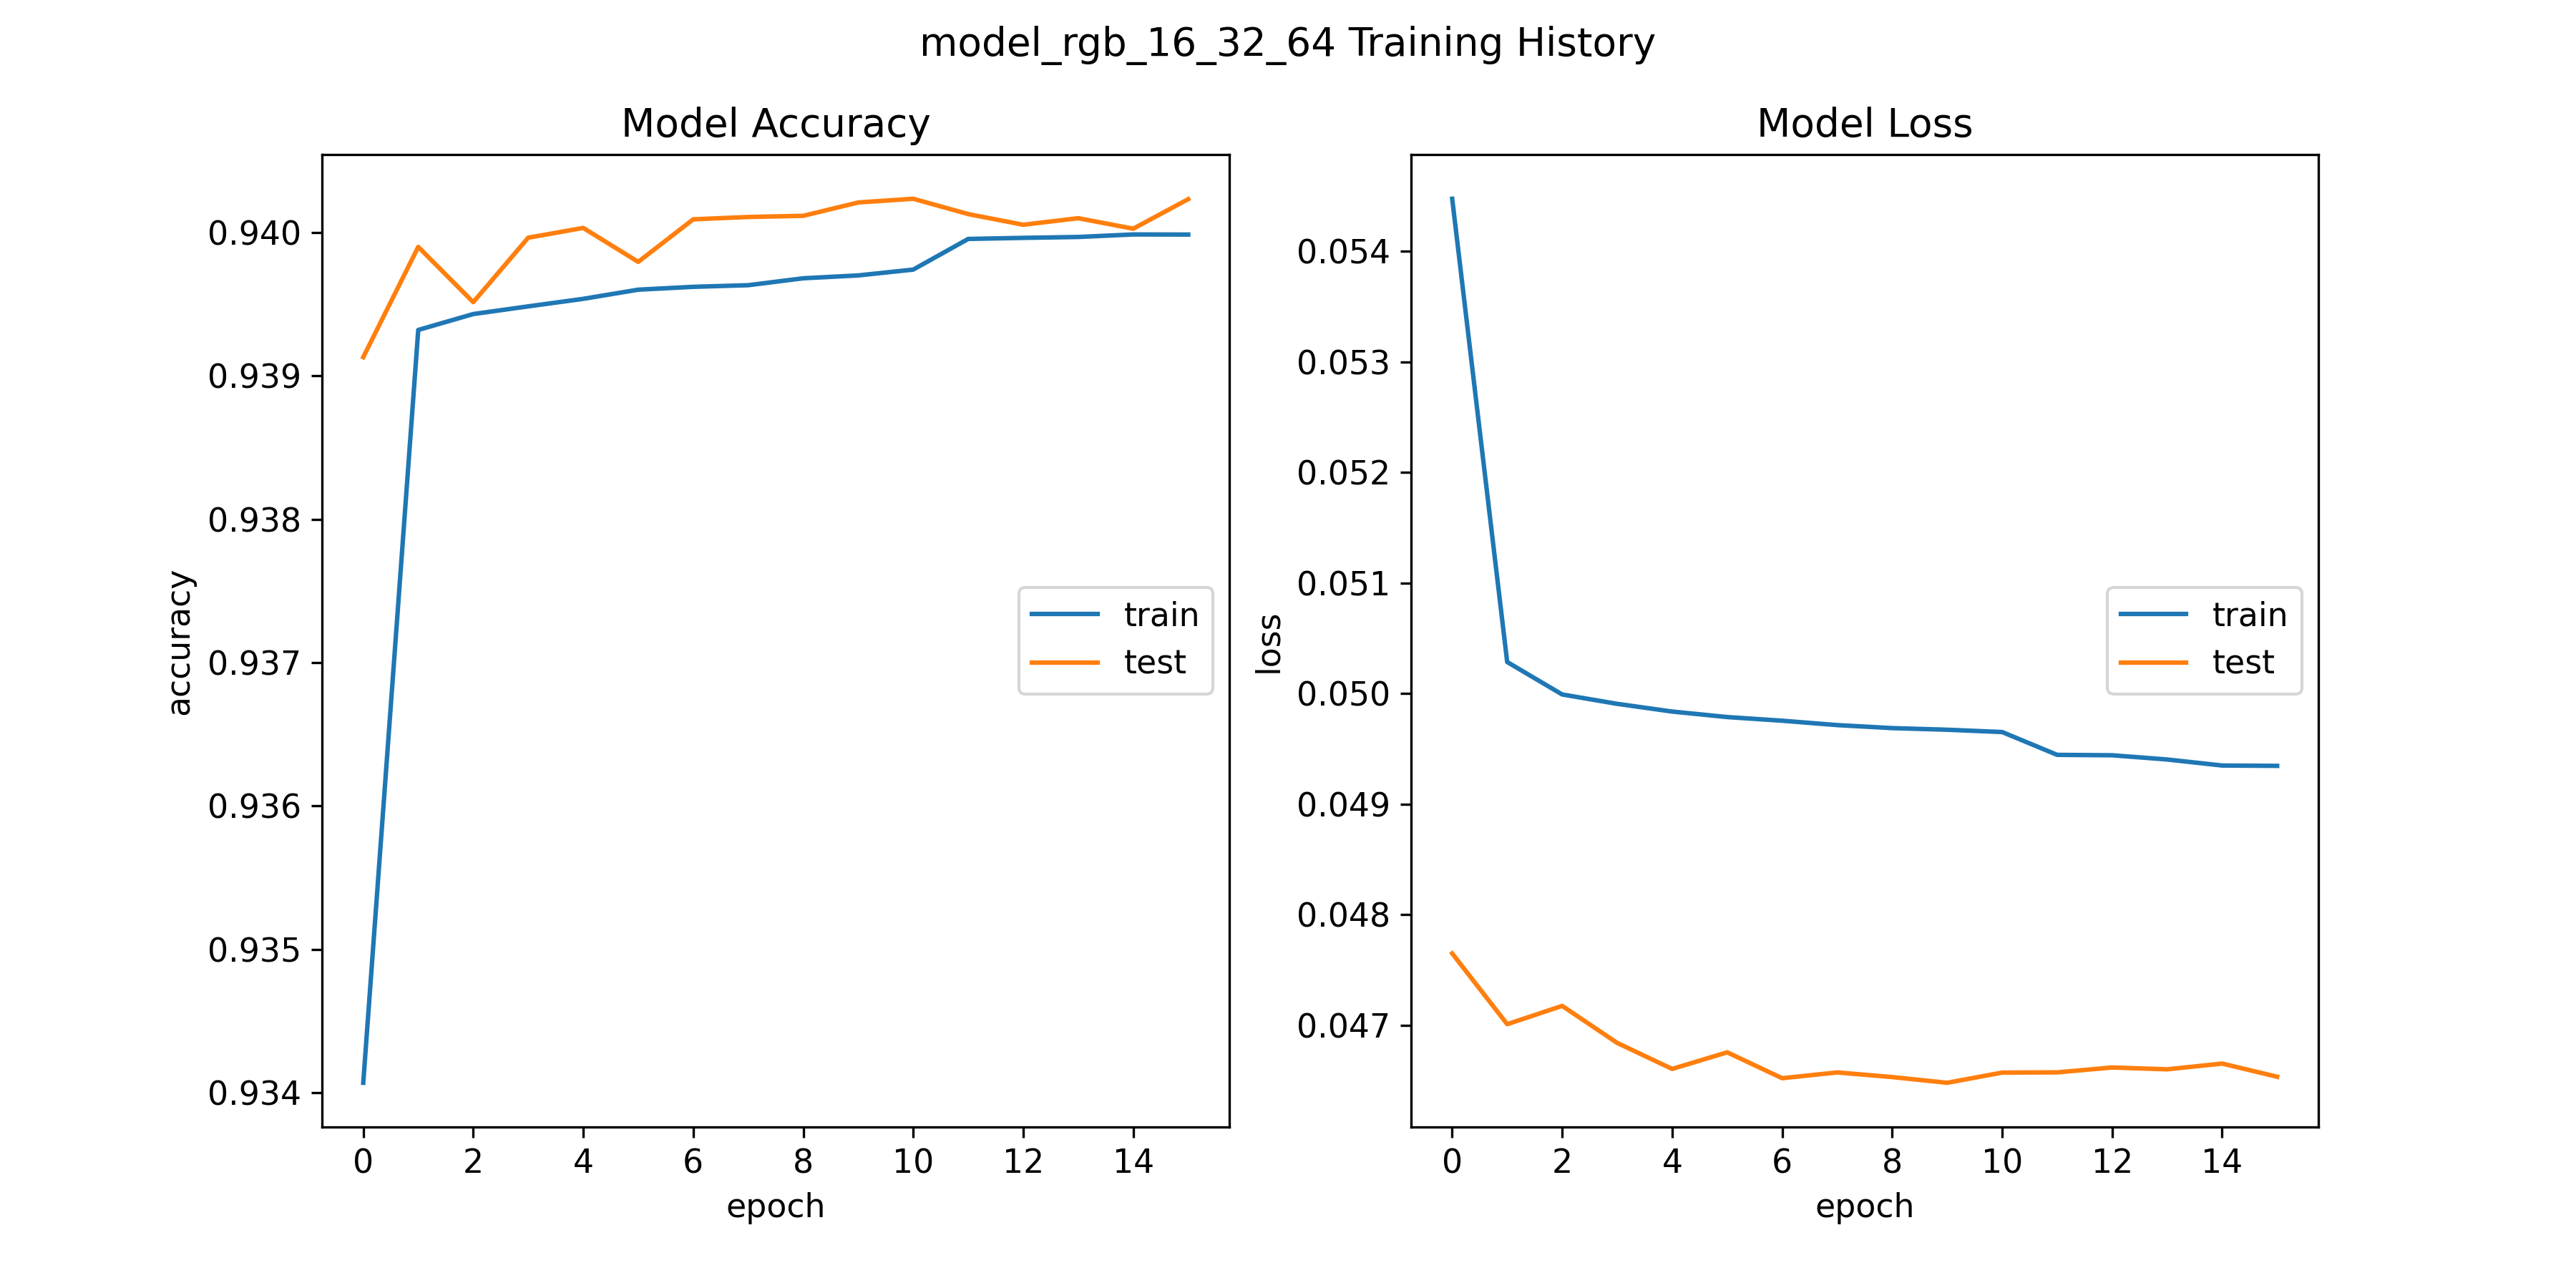 model_rgb_16_32_64 Training History
Model Accuracy
0.940
0.939
0.938
0.937
0.936
0.935
0.934
accuracy
0 2 4 6 8 10 12 14
epoch
train
test
Model Loss
0.054
0.053
0.052
0.051
0.050
0.049
0.048
0.047
loss
0 2 4 6 8 10 12 14
epoch
train
test